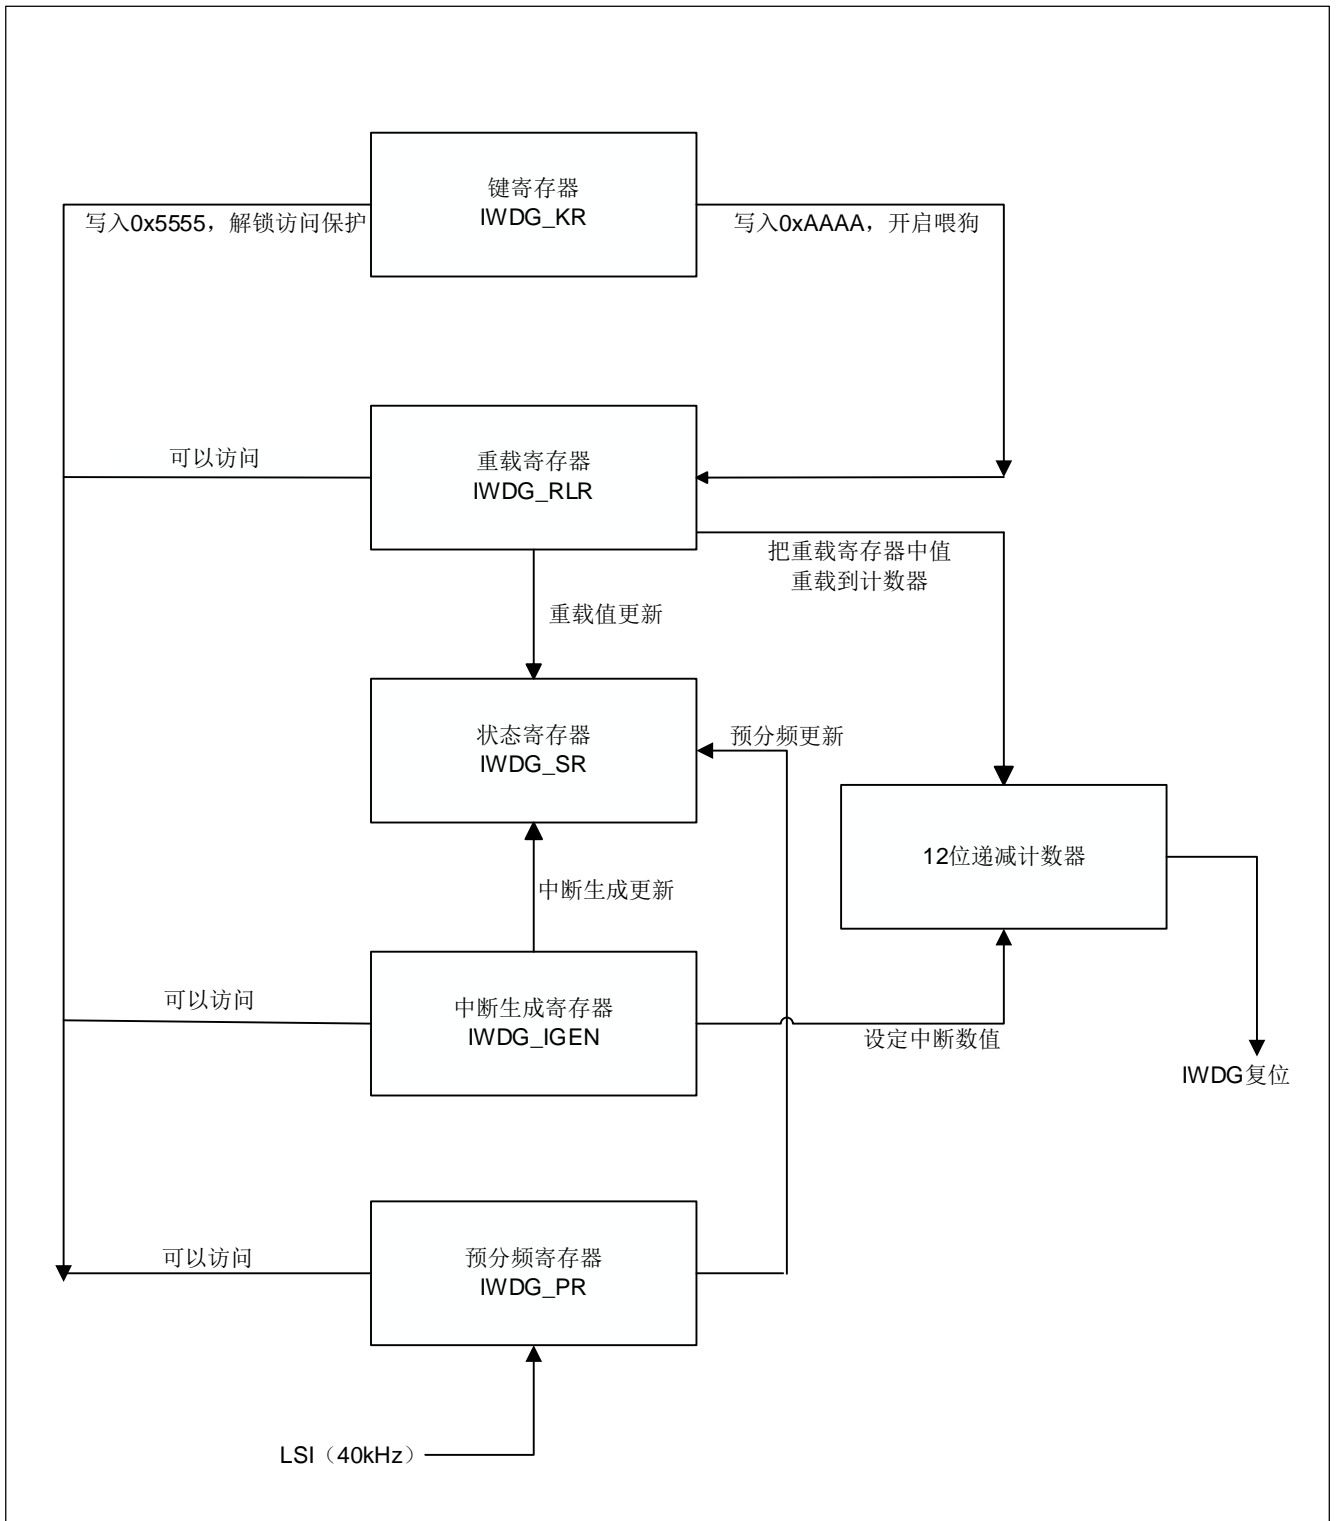 键寄存器
IWDG_KR
写入0x5555，解锁访问保护
写入0xAAAA，开启喂狗
可以访问
重载寄存器
IWDG_RLR
把重载寄存器中值
重载到计数器
重载值更新
状态寄存器
IWDG_SR
预分频更新
12位递减计数器
中断生成更新
可以访问
中断生成寄存器
IWDG_IGEN
设定中断数值
IWDG复位
可以访问
预分频寄存器
IWDG_PR
LSI（40kHz）